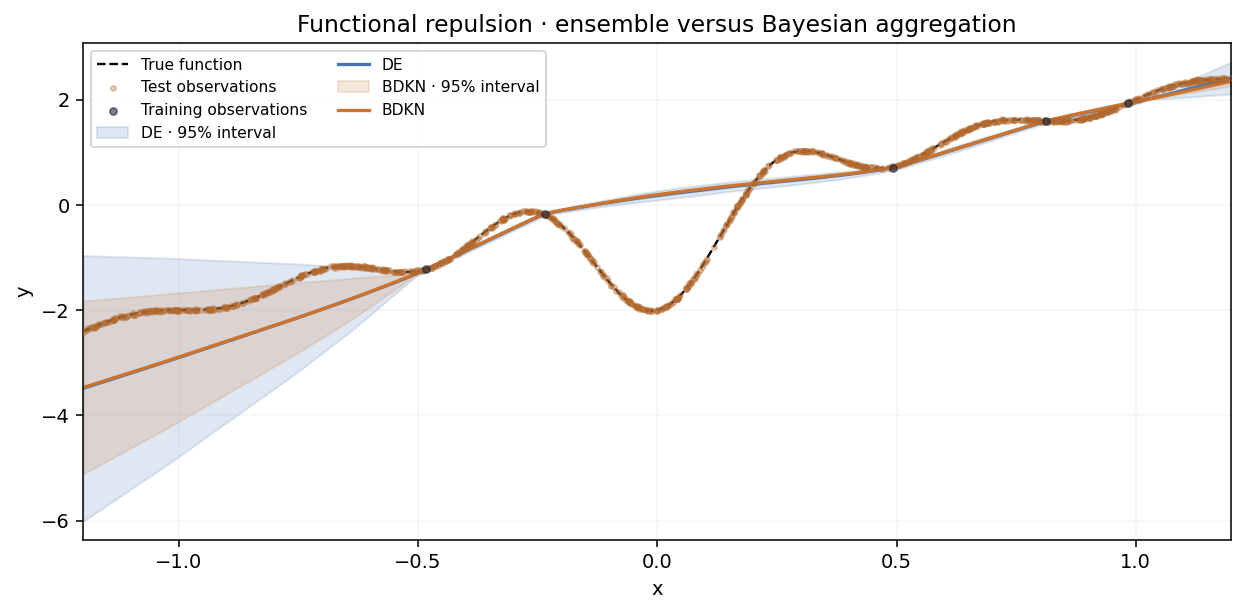 Functional repulsion · ensemble versus Bayesian aggregation
True function
Test observations
Training observations
DE · 95% interval
DE
BDKN · 95% interval
BDKN
y
2
0
−2
−4
−6
−1.0
−0.5
0.0
0.5
1.0
x